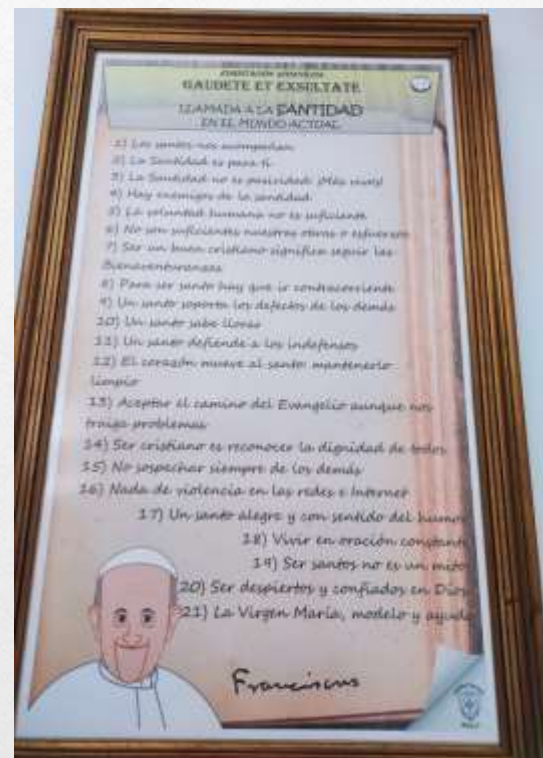 EXHORTACIÓN APOSTÓLICA
GAUDETE ET EXSULTATE
LLAMADA A LA SANTIDAD
EN EL MUNDO ACTUAL
1) Los santos nos acompañan
2) La Santidad es para ti
3) La Santidad no es pasividad ¡Más
4) Hay enemigos de la santidad
5) La voluntad humana no es suficiente
6) No son suficientes nuestras obras o esfuerzos
7) Ser un buen cristiano significa seguir las
Bienaventuranzas
8) Para ser santo hay que ir contracorriente
9) Un santo soporta los defectos de los demás
10) Un santo sabe llorar
11) Un santo defiende a los indefensos
12) El corazón mueve al santo: mantenerlo
limpio
13) Aceptar el camino del Evangelio aunque nos
traiga problemas
14) Ser cristiano es reconocer la dignidad de todos
15) No sospechar siempre de los demás
16) Nada de violencia en las redes e Internet
17) Un santo alegre y con sentido del humor
18) Vivir en oración constante
19) Ser santos no es un mito
20) Ser despiertos y confiados en Dios
21) La Virgen María, modelo y ayuda
Franciscus